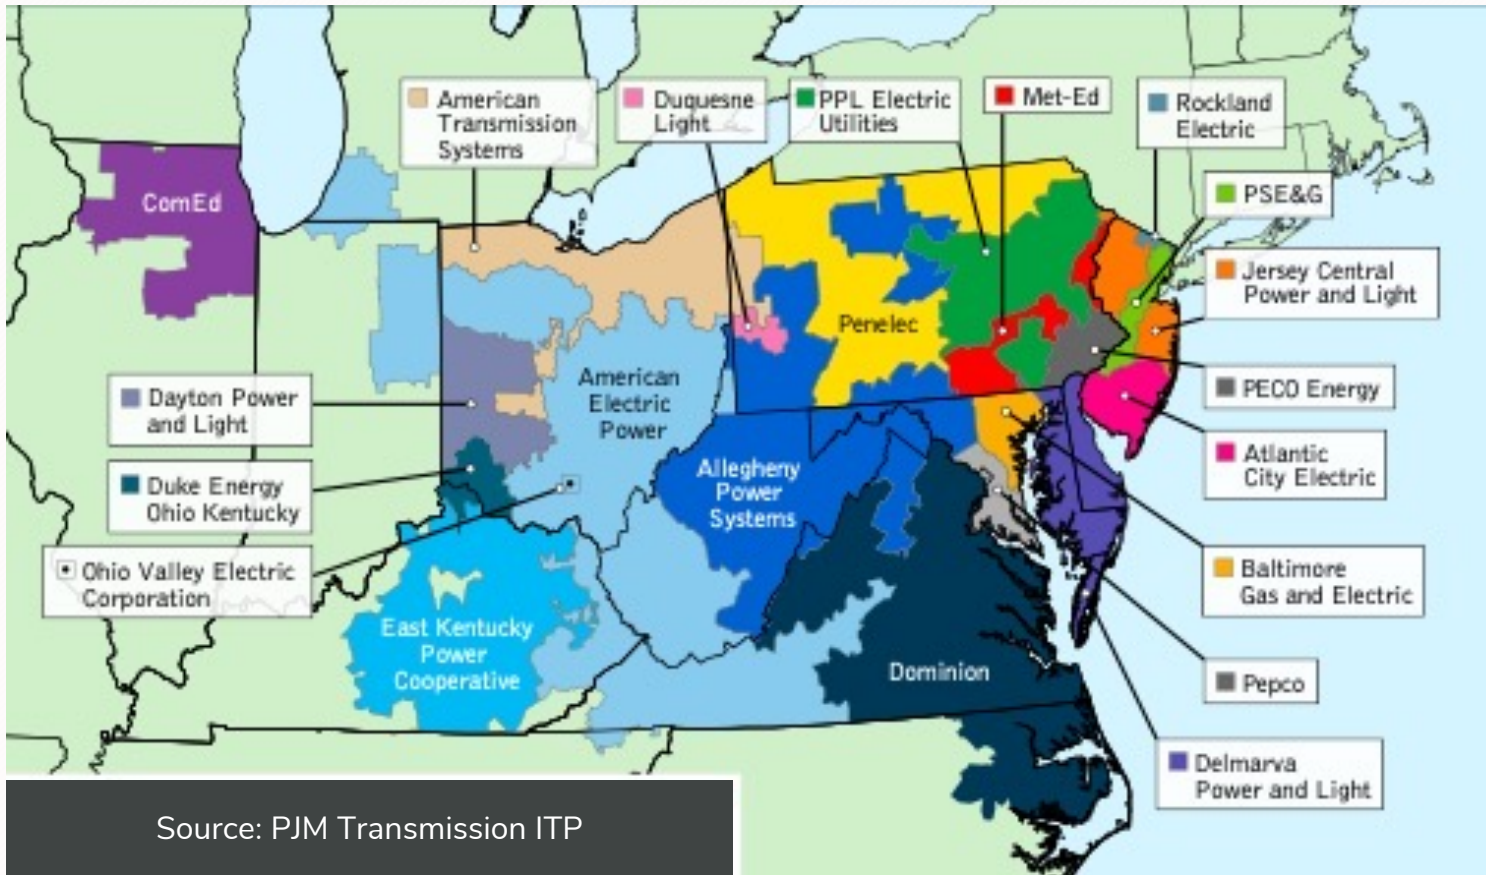 American
Transmission
Systems
Duquesne
Light
PPL Electric
Utilities
Met-Ed
Rockland
Electric
ComEd
PSE&G
Jersey Central
Power and Light
Penelec
American
Electric
Power
Dayton Power
and Light
PECO Energy
Atlantic
City Electric
Allegheny
Power
Systems
Duke Energy
Ohio Kentucky
Ohio Valley Electric
Corporation
Baltimore
Gas and Electric
East Kentucky
Power
Cooperative
Dominion
Pepco
Delmarva
Power and Light
Source: PJM Transmission ITP